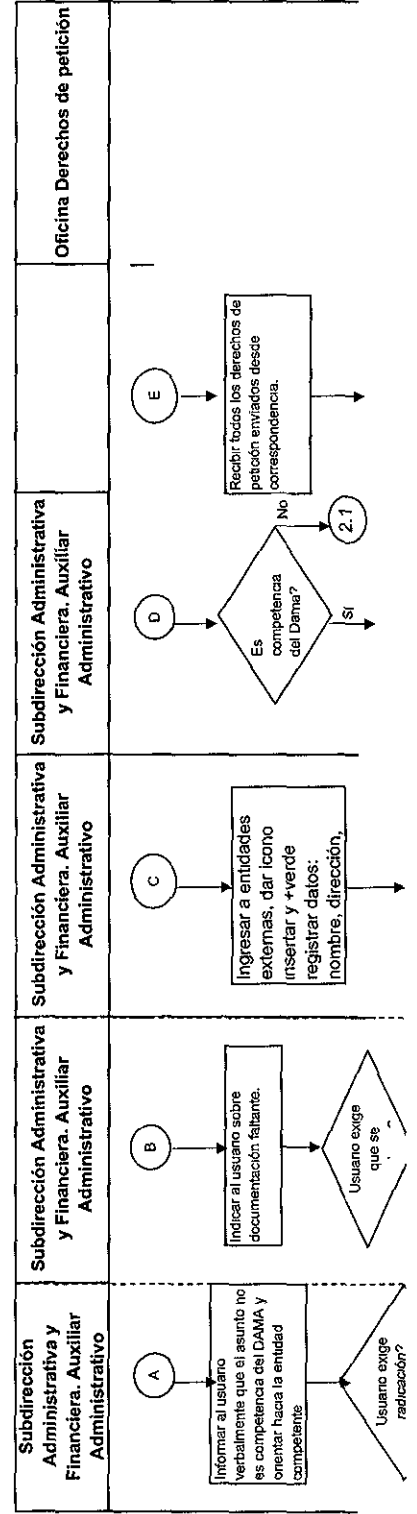 Subdirección
Administrativa y
Financiera. Auxiliar
Administrativo
Subdirección Administrativa
y Financiera. Auxiliar
Administrativo
Subdirección Administrativa
y Financiera. Auxiliar
Administrativo
Subdirección Administrativa
y Financiera. Auxíliar
Administrativo
Oficina Derechos de petición
A
Informar al usuario
verbalmente que el asunto no
es competencia del DAMA y
orientar hacia la entidad
competente
Usuario exige
radicación?
B
Indicar al usuario sobre
documentación faltante.
Usuario exige
que se
C
Ingresar a entidades
externas, dar icono
insertar y +verde
registrar datos:
nombre, dirección,
D
Es
competencia
del Dama?
No
2.1
Sí
E
Recibir todos los derechos de
petición enviados desde
correspondencia.